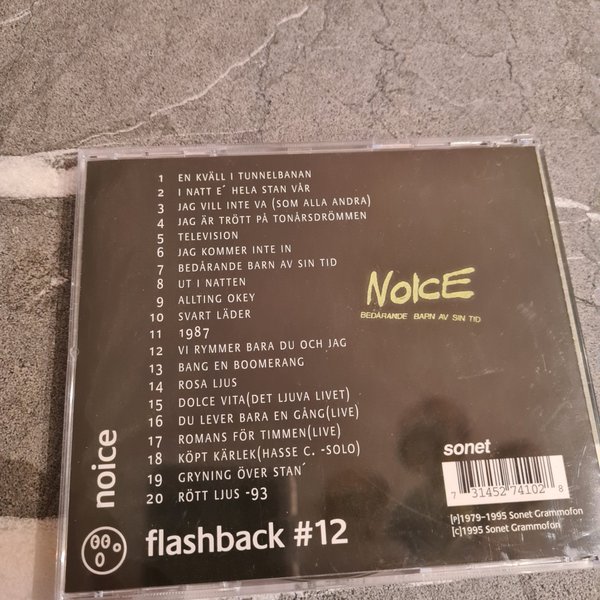 1 EN KVÄLL I TUNNELBANAN
2 I NATT E´ HELA STAN VÅR
3 JAG VILL INTE VA (SOM ALLA ANDRA)
4 JAG ÄR TRÖTT PÅ TONÅRSDRÖMMEN
5 TELEVISION
6 JAG KOMMER INTE IN
7 BEDÅRANDE BARN AV SIN TID
8 UT I NATTEN
9 ALLTING OKEY
10 SVART LÄDER
11 1987
12 VI RYMMER BARA DU OCH JAG
13 BANG EN BOOMERANG
14 ROSA LJUS
15 DOLCE VITA(DET LJUVA LIVET)
16 DU LEVER BARA EN GÅNG(LIVE)
17 ROMANS FÖR TIMMEN(LIVE)
18 KÖPT KÄRLEK(HASSE C. -SOLO)
19 GRYNING ÖVER STAN´
20 RÖTT LJUS -93
NOICE
BEDÅRANDE BARN AV SIN TID
noice
flashback #12
sonet
7 31452 74102 8
[P]1979-1995 Sonet Grammofon
[C]1995 Sonet Grammofon